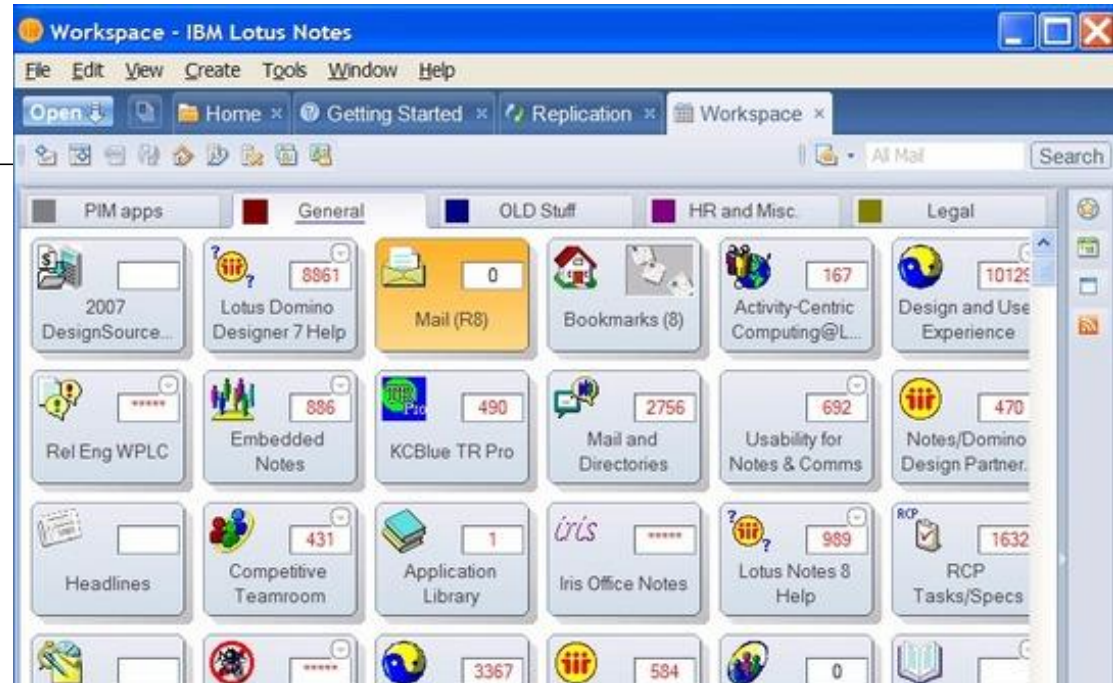 Workspace - IBM Lotus Notes
File Edit View Create Tools Window Help
Open Home × Getting Started × Replication × Workspace ×
All Mail Search
PIM apps General OLD Stuff HR and Misc. Legal
8861 0 167 10129
2007 Lotus Domino Mail (R8) Bookmarks (8) Activity-Centric Design and Use
DesignSource... Designer 7 Help Computing@L... Experience
***** 886 TR Pro 490 2756 692 470
Rel Eng WPLC Embedded KCBlue TR Pro Mail and Usability for Notes/Domino
Notes Directories Notes & Comms Design Partner.
431 1 iris ***** 989 RCP 1632
Headlines Competitive Application Iris Office Notes Lotus Notes 8 RCP
Teamroom Library Help Tasks/Specs
***** 3367 584 0